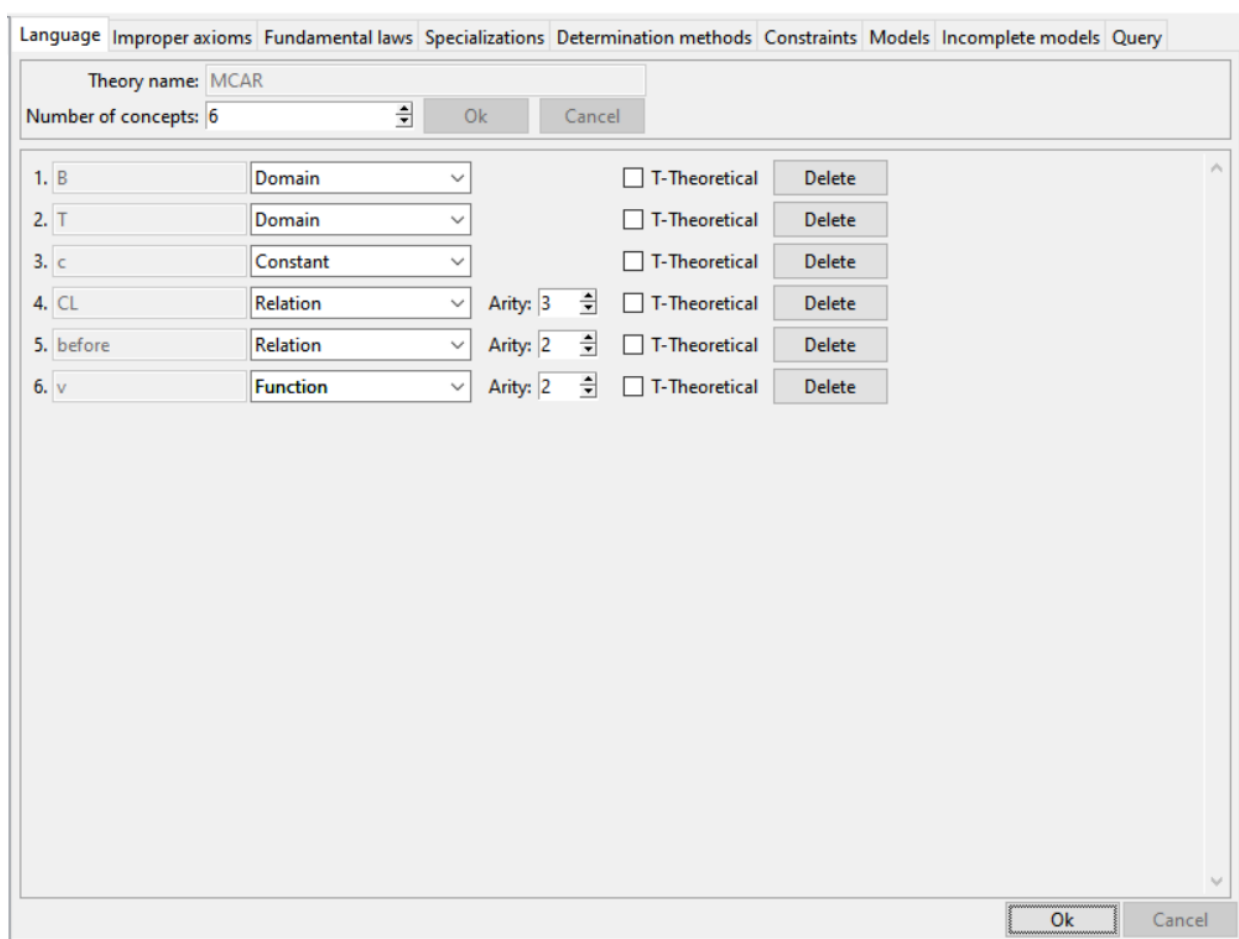 Language Improper axioms Fundamental laws Specializations Determination methods Constraints Models Incomplete models Query
Theory name: MCAR
Number of concepts: 6 Ok Cancel
1. B Domain T-Theoretical Delete
2. T Domain T-Theoretical Delete
3. c Constant T-Theoretical Delete
4. CL Relation Arity: 3 T-Theoretical Delete
5. before Relation Arity: 2 T-Theoretical Delete
6. v Function Arity: 2 T-Theoretical Delete
Ok Cancel